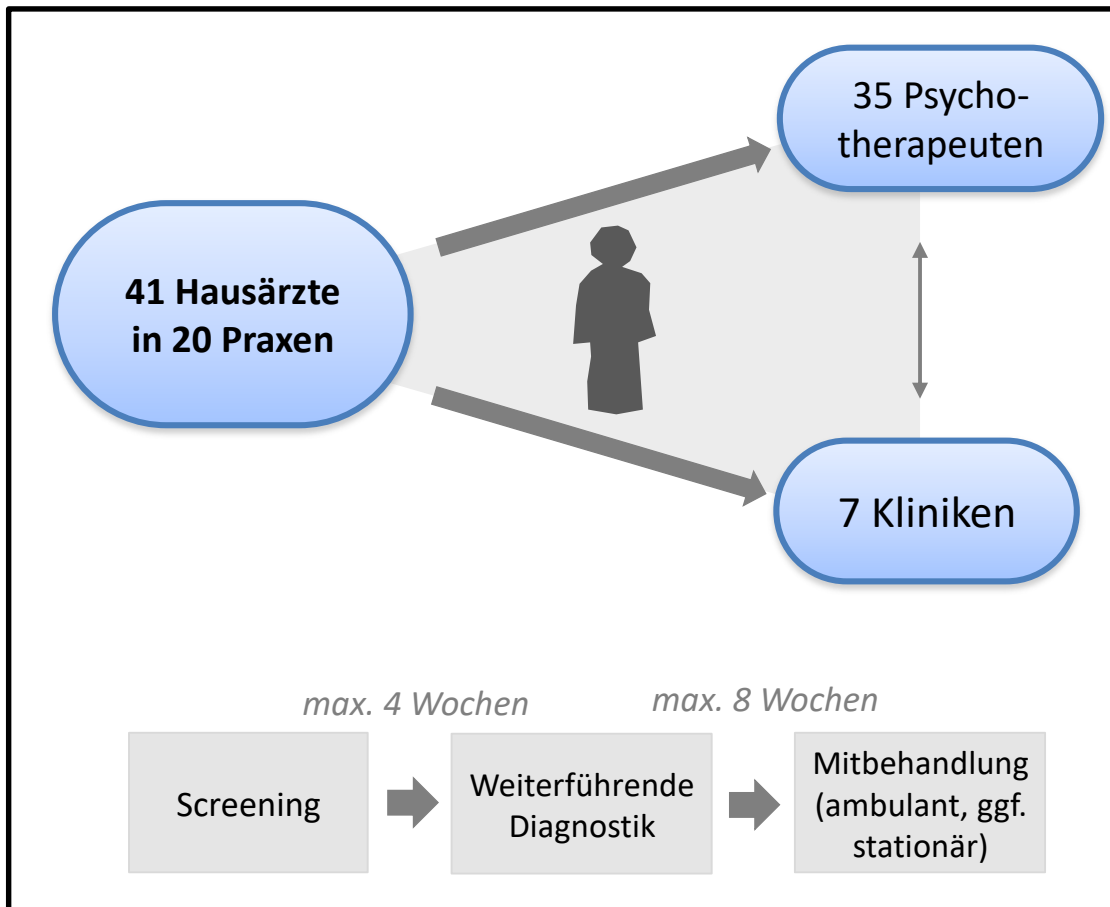 35 Psycho-
therapeuten
41 Hausärzte
in 20 Praxen
7 Kliniken
max. 4 Wochen
max. 8 Wochen
Screening
Weiterführende
Diagnostik
Mitbehandlung
(ambulant, ggf.
stationär)